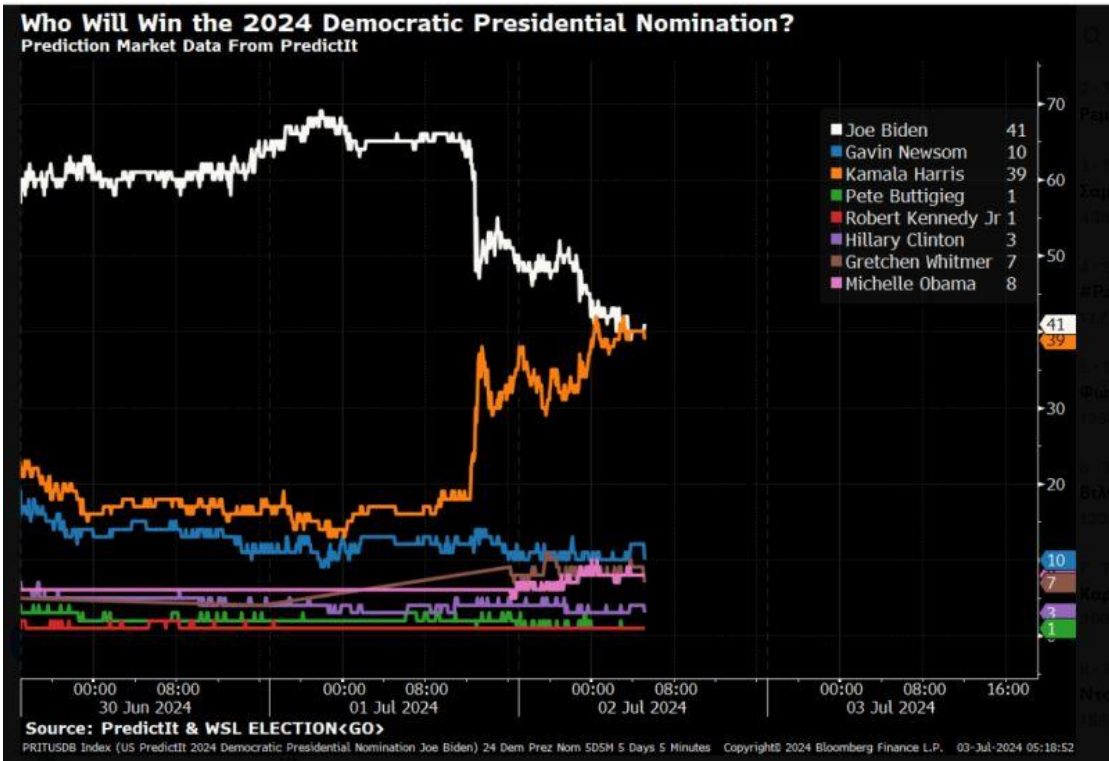 Who Will Win the 2024 Democratic Presidential Nomination?
Prediction Market Data From PredictIt
70
Joe Biden 41
Gavin Newsom 10
Kamala Harris 39
Pete Buttigieg 1
Robert Kennedy Jr 1
Hillary Clinton 3
Gretchen Whitmer 7
Michelle Obama 8
60
50
41
39
30
20
10
7
3
1
00:00 08:00 00:00 08:00 00:00 08:00 00:00 08:00 16:00
30 Jun 2024 01 Jul 2024 02 Jul 2024 03 Jul 2024
Source: PredictIt & WSL ELECTION<GO>
PRITUSDB Index (US PredictIt 2024 Democratic Presidential Nomination Joe Biden) 24 Dem Prez Nom 5D5M 5 Days 5 Minutes Copyright© 2024 Bloomberg Finance L.P. 03-Jul-2024 05:18:52